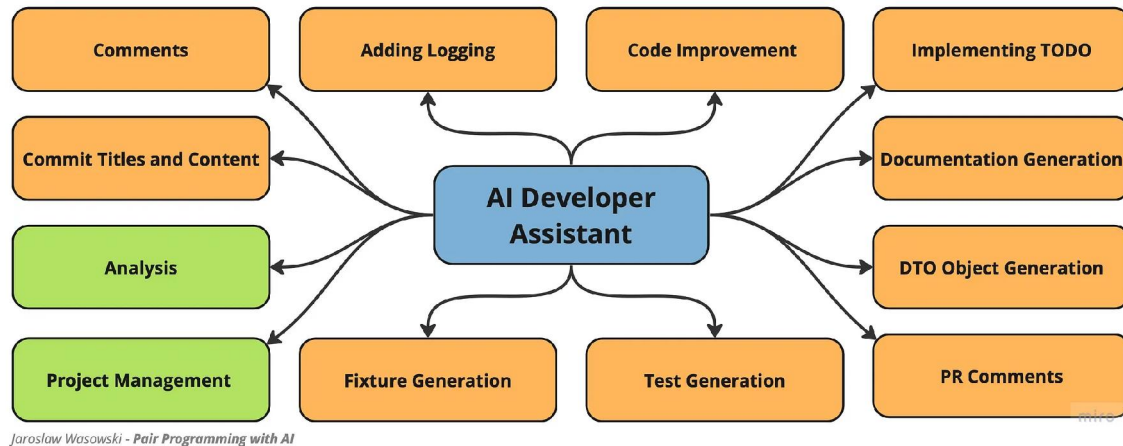 Comments
Adding Logging
Code Improvement
Implementing TODO
Commit Titles and Content
Documentation Generation
AI Developer
Assistant
Analysis
DTO Object Generation
Project Management
Fixture Generation
Test Generation
PR Comments
miro
Jaroslaw Wasowski - Pair Programming with AI